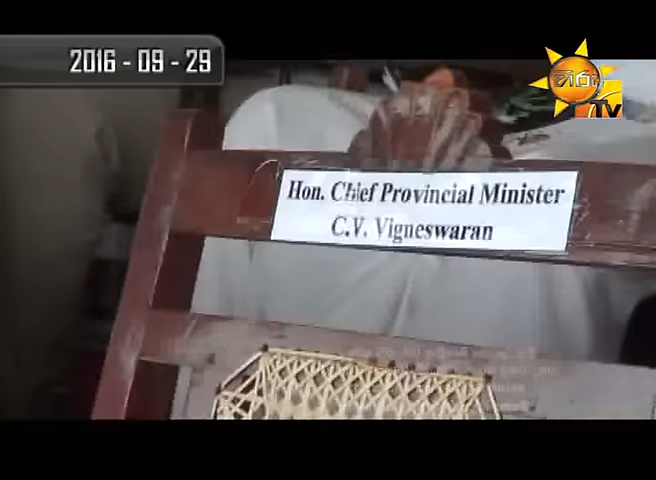 2016 - 09 - 29
හිරු
TV
Hon. Chief Provincial Minister
C.V. Vigneswaran